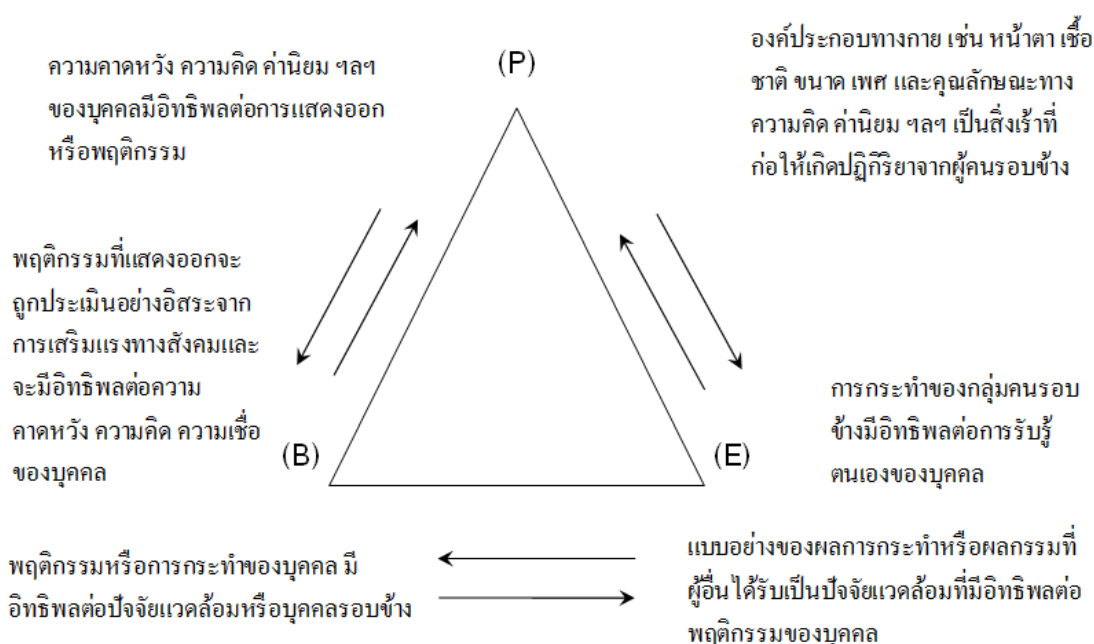 ความคาดหวัง ความคิด ค่านิยม ฯลฯ
ของบุคคลมีอิทธิพลต่อการแสดงออก
หรือพฤติกรรม
(P)
องค์ประกอบทางกาย เช่น หน้าตา เชื้อ
ชาติ ขนาด เพศ และคุณลักษณะทาง
ความคิด ค่านิยม ฯลฯ เป็นสิ่งเร้าที่
ก่อให้เกิดปฏิกิริยาจากผู้คนรอบข้าง
พฤติกรรมที่แสดงออกจะ
ถูกประเมินอย่างอิสระจาก
การเสริมแรงทางสังคมและ
จะมีอิทธิพลต่อความ
คาดหวัง ความคิด ความเชื่อ
ของบุคคล
(B)
(E)
การกระทำของกลุ่มคนรอบ
ข้างมีอิทธิพลต่อการรับรู้
ตนเองของบุคคล
พฤติกรรมหรือการกระทำของบุคคล มี
อิทธิพลต่อปัจจัยแวดล้อมหรือบุคคลรอบข้าง
แบบอย่างของผลการกระทำหรือผลกรรมที่
ผู้อื่นได้รับเป็นปัจจัยแวดล้อมที่มีอิทธิพลต่อ
พฤติกรรมของบุคคล